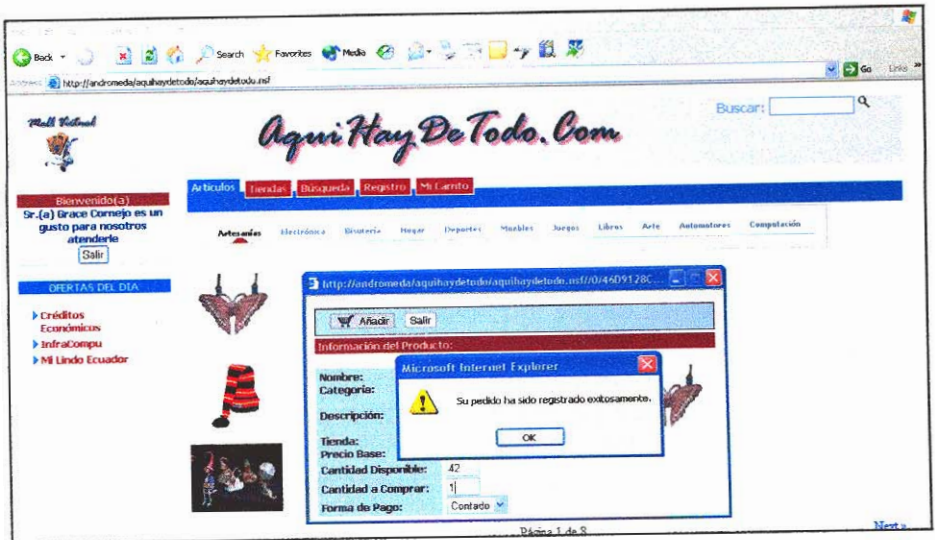 Back
Search
Favorites
Media
http://andromeda/aquihaydetodo/aquihaydetodo.nsf
Go
Links »
Mall Virtual
Aqui Hay De Todo. Com
Buscar:
Artículos Tiendas Búsqueda Registro Mi Carrito
Bienvenido(a)
Sr.(a) Grace Cornejo es un
gusto para nosotros
atenderle
Salir
Artesanías Electrónica Bisutería Hogar Deportes Muebles Juegos Libros Arte Automotores Computación
OFERTAS DEL DIA
Créditos
Económicos
InfraCompu
Mi Lindo Ecuador
http://andromeda/aquihaydetodo/aquihaydetodo.nsf//0/46D9128C...
Añadir Salir
Información del Producto:
Microsoft Internet Explorer
Su pedido ha sido registrado exitosamente.
OK
Nombre:
Categoría:
Descripción:
Tienda:
Precio Base:
Cantidad Disponible: 42
Cantidad a Comprar: 1
Forma de Pago: Contado
Página 1 de 8
Next »